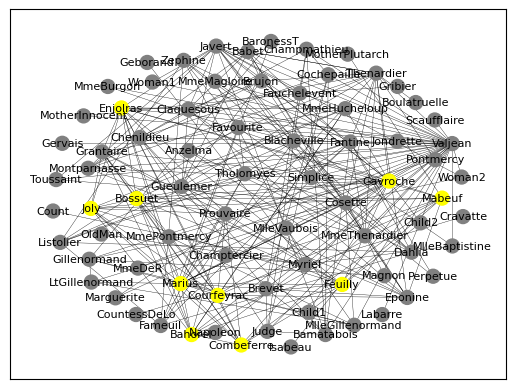 BaronessT
Javert
Babet
Champmathieu
MotherPlutarch
Zephine
Geborand
Cochepaille
Thenardier
MmeBurgon
Woman1
MmeMagloire
Brujon
Gribier
Fauchelevent
Boulatruelle
Enjolras
Claquesous
MmeHucheloup
MotherInnocent
Scaufflaire
Favourite
Chenildieu
Blacheville
Fantine
Jondrette
Valjean
Gervais
Grantaire
Anzelma
Pontmercy
Montparnasse
Tholomyes
Simplice
Toussaint
Gueulemer
Gavroche
Woman2
Bossuet
Mabeuf
Cosette
Count
Joly
Prouvaire
Cravatte
Child2
MlleVaubois
OldMan
MmePontmercy
MmeThenardier
Listolier
MlleBaptistine
Dahlia
Champtercier
Gillenormand
Myriel
MmeDeR
Magnon
Perpetue
LtGillenormand
Marius
Feuilly
Brevet
Marguerite
Courfeyrac
Eponine
CountessDeLo
Child1
Labarre
Fameuil
MlleGillenormand
Bahorel
Napoleon
Judge
Bamatabois
Combeferre
Isabeau